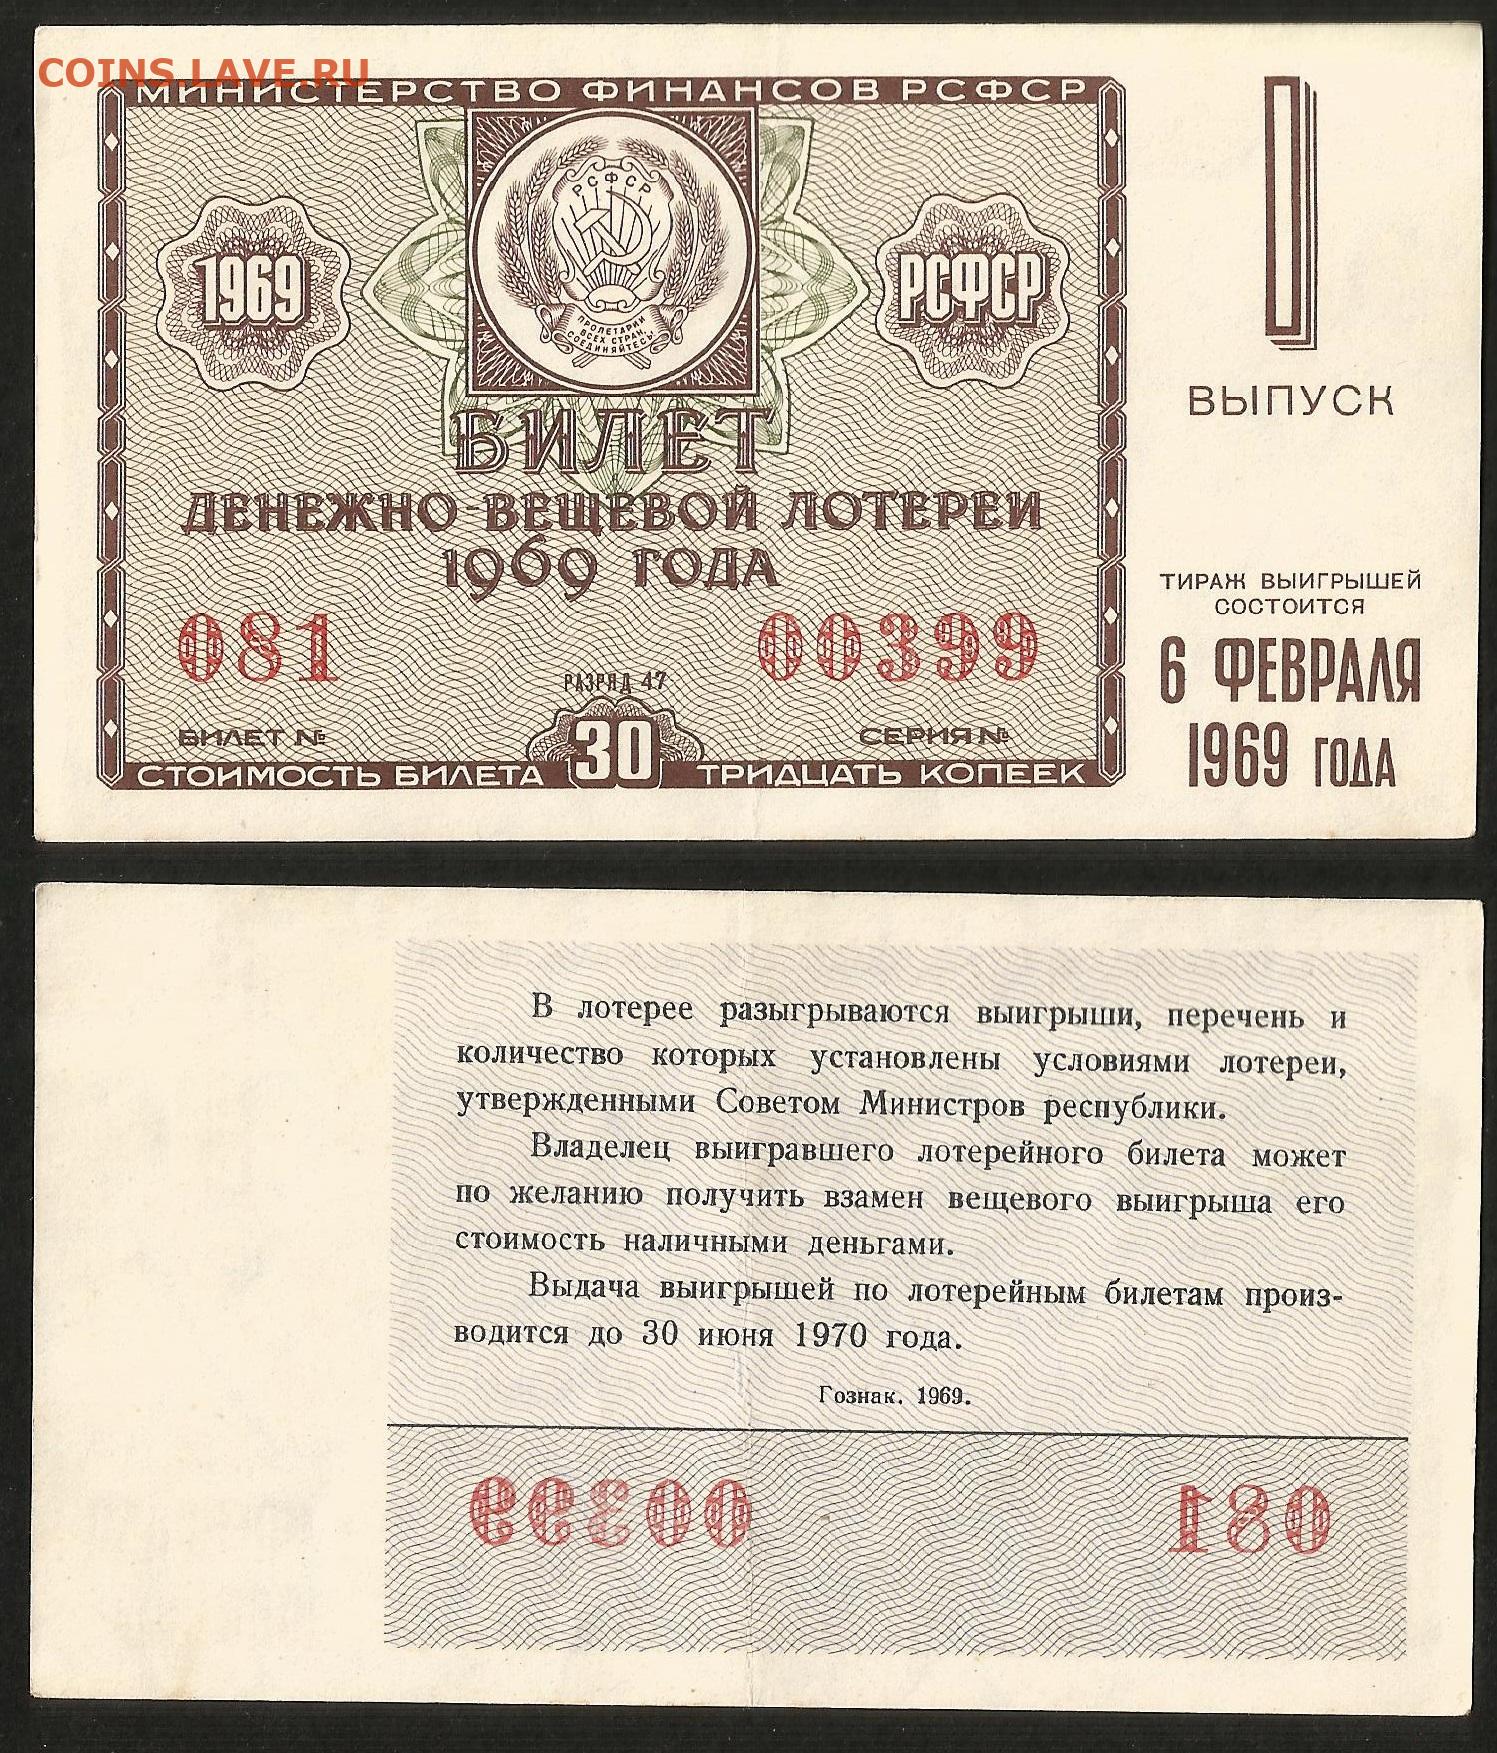 COINS.LAVE.RU
МИНИСТЕРСТВО ФИНАНСОВ РСФСР
РСФСР
ПРОЛЕТАРИИ
ВСЕХ СТРАН,
СОЕДИНЯЙТЕСЬ!
1969
РСФСР
БИЛЕТ
ДЕНЕЖНО-ВЕЩЕВОЙ ЛОТЕРЕИ
1969 ГОДА
081
00399
РАЗРЯД 47
БИЛЕТ №
СЕРИЯ №
СТОИМОСТЬ БИЛЕТА 30 ТРИДЦАТЬ КОПЕЕК
I
ВЫПУСК
ТИРАЖ ВЫИГРЫШЕЙ
СОСТОИТСЯ
6 ФЕВРАЛЯ
1969 ГОДА
В лотерее разыгрываются выигрыши, перечень и
количество которых установлены условиями лотереи,
утвержденными Советом Министров республики.
Владелец выигравшего лотерейного билета может
по желанию получить взамен вещевого выигрыша его
стоимость наличными деньгами.
Выдача выигрышей по лотерейным билетам произ-
водится до 30 июня 1970 года.
Гознак. 1969.
00399
081